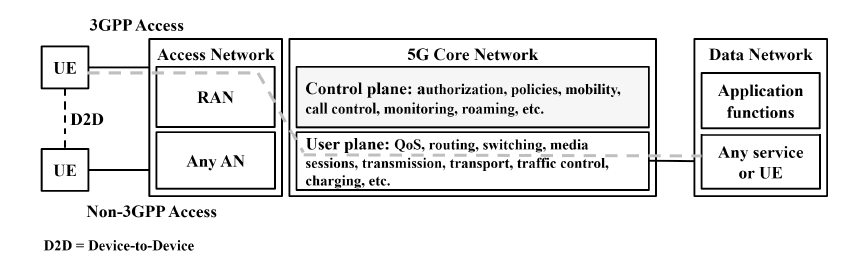 3GPP Access
UE
D2D
UE
Non-3GPP Access
Access Network
RAN
Any AN
5G Core Network
Control plane: authorization, policies, mobility,
call control, monitoring, roaming, etc.
User plane: QoS, routing, switching, media
sessions, transmission, transport, traffic control,
charging, etc.
Data Network
Application
functions
Any service
or UE
D2D = Device-to-Device